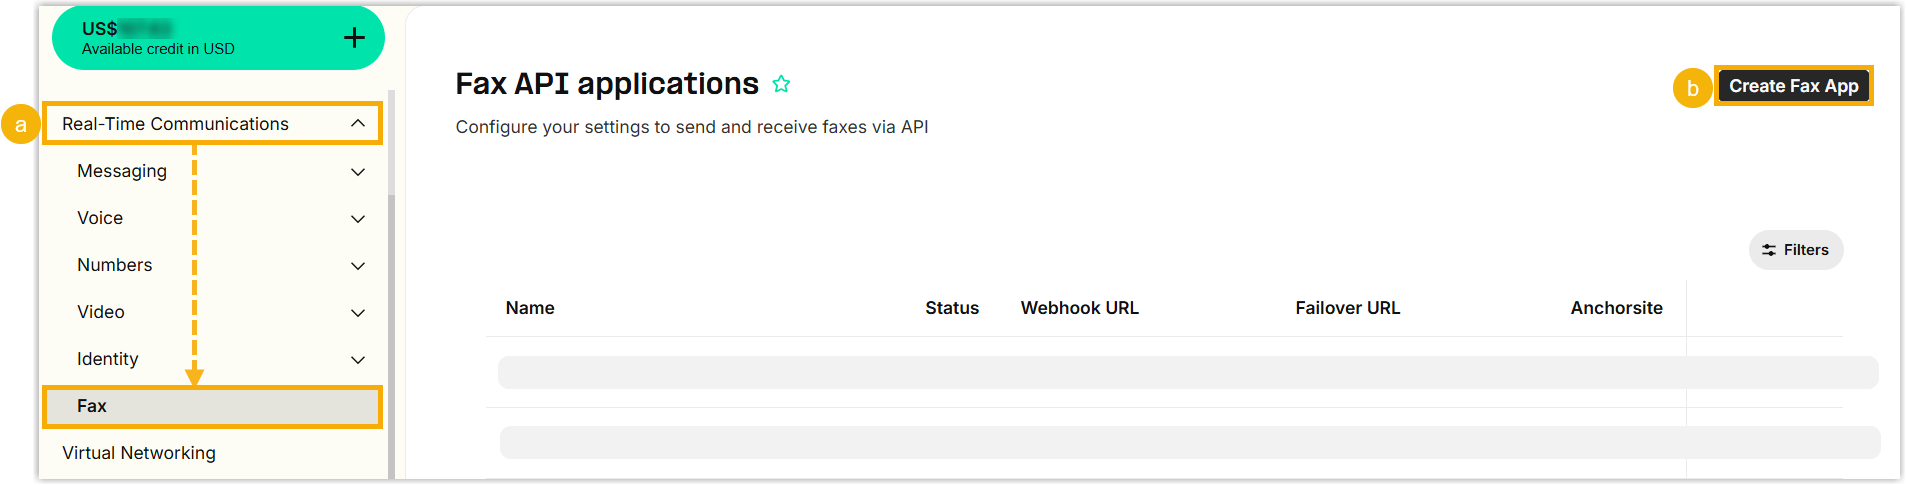 US$
Available credit in USD
a
Real-Time Communications
Messaging
Voice
Numbers
Video
Identity
Fax
Virtual Networking
Fax API applications
Configure your settings to send and receive faxes via API
b
Create Fax App
Filters
Name Status Webhook URL Failover URL Anchorsite